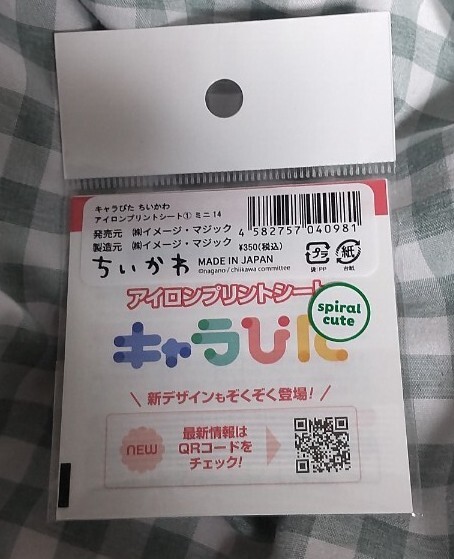 キャラぴた ちいかわ
アイロンプリントシート① ミニ14
発売元 ㈱イメージ・マジック
製造元 ㈱イメージ・マジック ¥350(税込)
4 582757 040981
ちいかわ MADE IN JAPAN
©nagano / chiikawa committee
プラ
袋:PP
紙
台紙
アイロンプリントシート
spiral
cute
キャラぴた
新デザインもぞくぞく登場!
NEW
最新情報は
QRコードを
チェック!